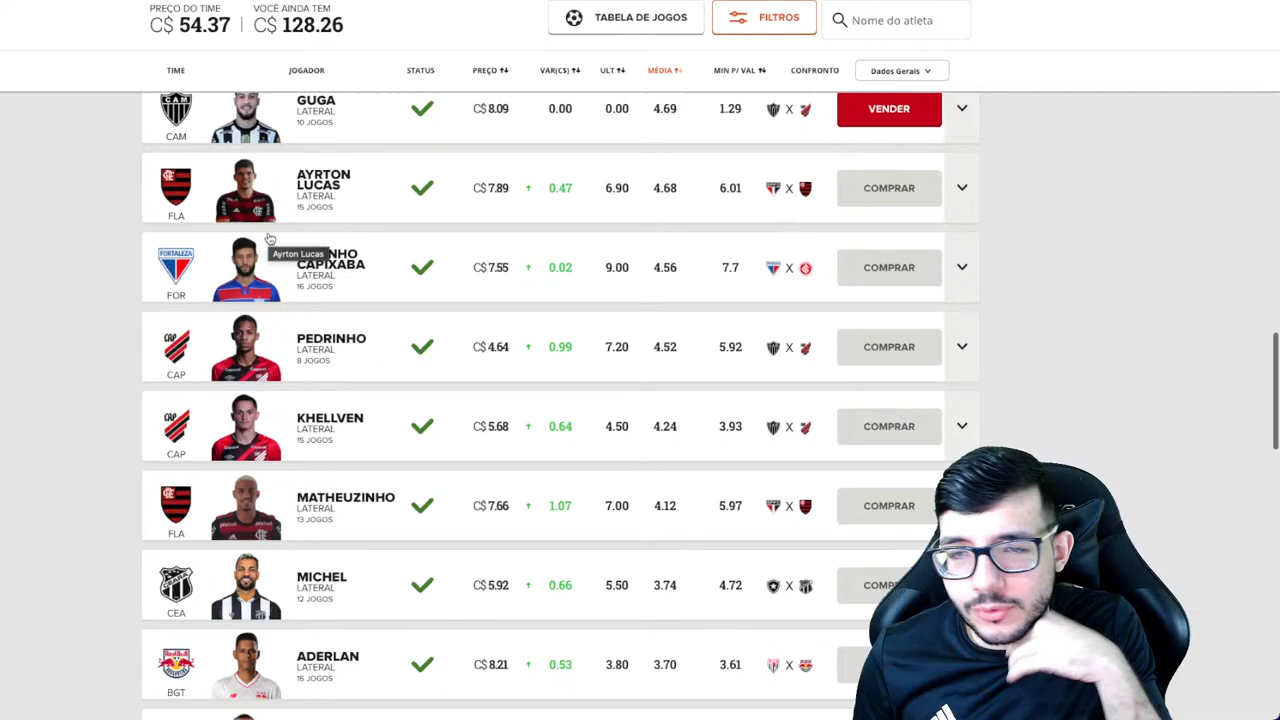 PREÇO DO TIME
C$ 54.37
VOCÊ AINDA TEM
C$ 128.26
TABELA DE JOGOS
FILTROS
Nome do atleta
TIME JOGADOR STATUS PREÇO VAR(C$) ULT MÉDIA MIN P/ VAL CONFRONTO Dados Gerais
CAM
GUGA
LATERAL
10 JOGOS
C$ 8.09 0.00 0.00 4.69 1.29 X VENDER
FLA
AYRTON
LUCAS
LATERAL
15 JOGOS
C$ 7.89 0.47 6.90 4.68 6.01 X COMPRAR
Ayrton Lucas
FORTALEZA
FOR
CAPIXABA
LATERAL
16 JOGOS
C$ 7.55 0.02 9.00 4.56 7.7 X COMPRAR
CAP
PEDRINHO
LATERAL
8 JOGOS
C$ 4.64 0.99 7.20 4.52 5.92 X COMPRAR
CAP
KHELLVEN
LATERAL
15 JOGOS
C$ 5.68 0.64 4.50 4.24 3.93 X COMPRAR
FLA
MATHEUZINHO
LATERAL
13 JOGOS
C$ 7.66 1.07 7.00 4.12 5.97 X COMPRAR
CEA
MICHEL
LATERAL
12 JOGOS
C$ 5.92 0.66 5.50 3.74 4.72 X
BGT
ADERLAN
LATERAL
15 JOGOS
C$ 8.21 0.53 3.80 3.70 3.61 X